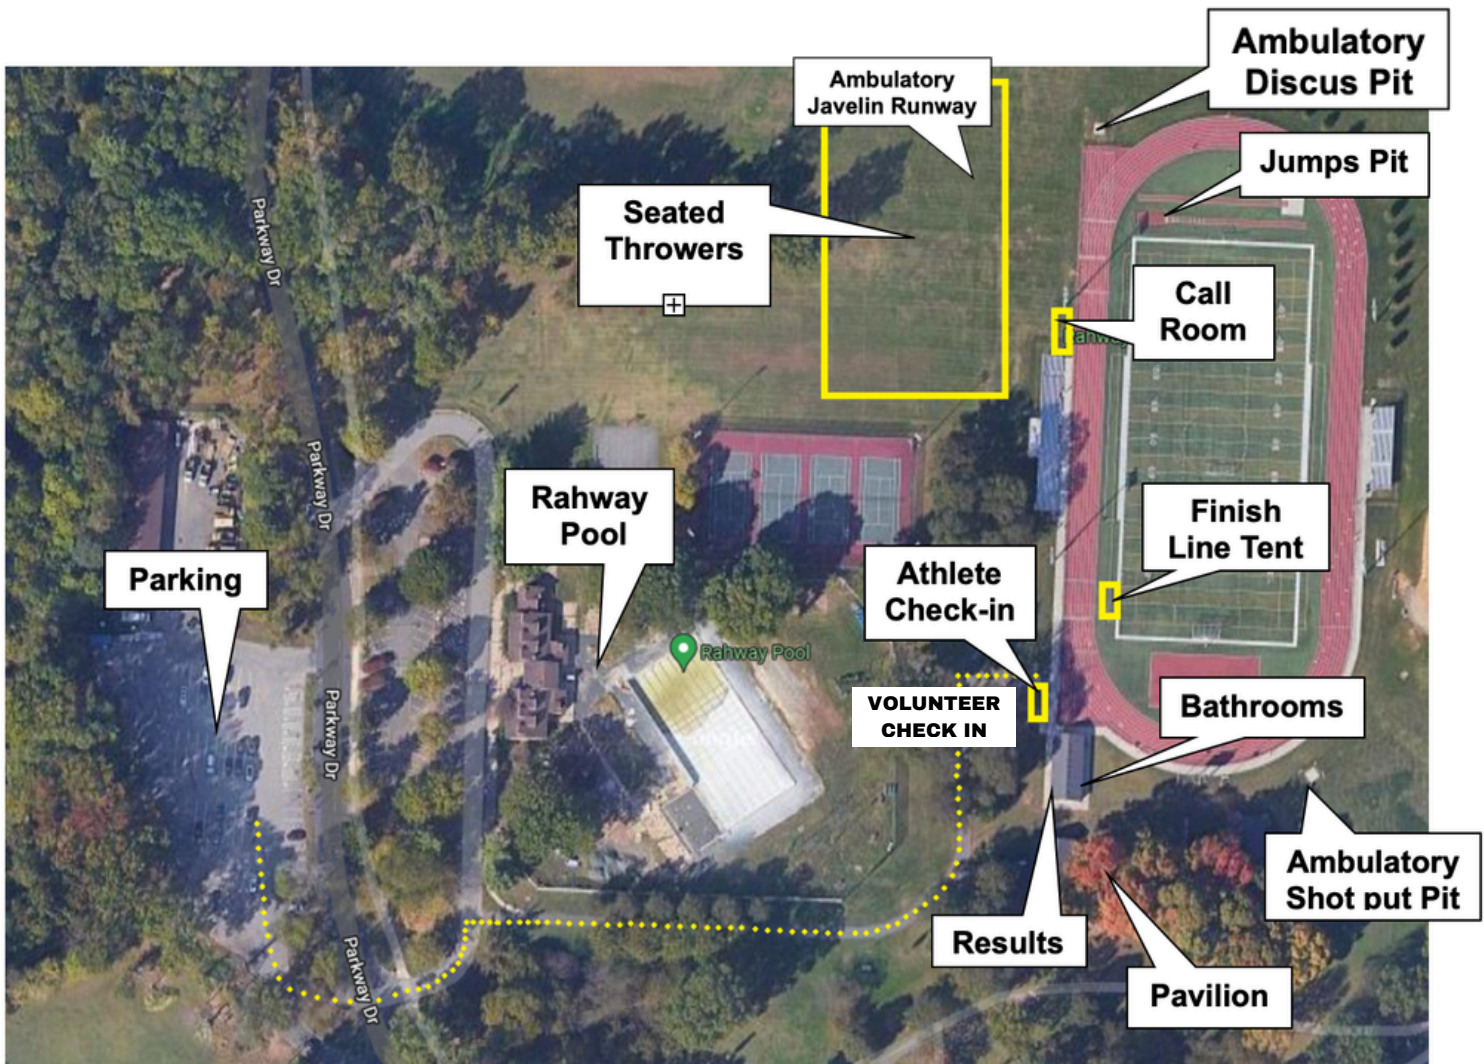 Ambulatory
Discus Pit
Ambulatory
Javelin Runway
Jumps Pit
Seated
Throwers
Parkway Dr
Call
Room
Parkway Dr
Rahway
Pool
Finish
Line Tent
Athlete
Check-in
Parking
Rahway Pool
VOLUNTEER
CHECK IN
Bathrooms
Parkway Dr
Google
Ambulatory
Shot put Pit
Results
Pavilion
Parkway Dr